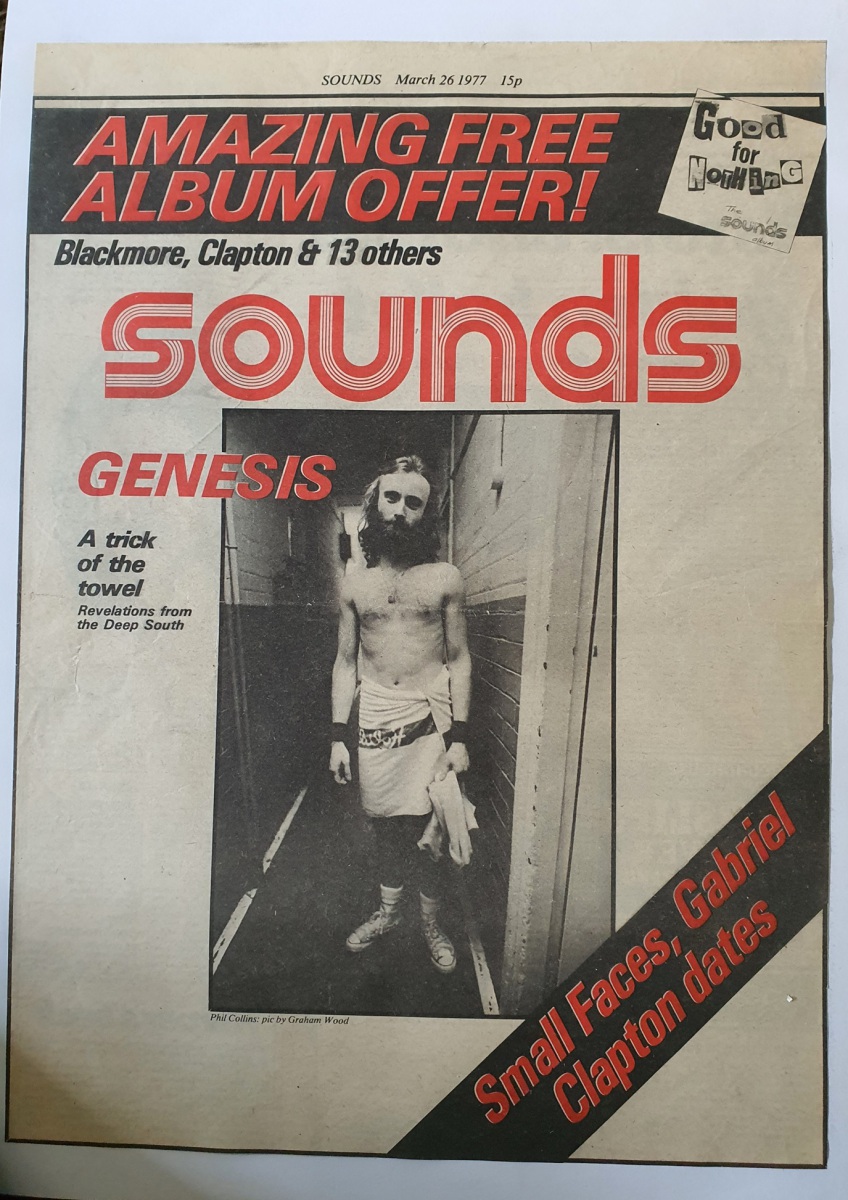 SOUNDS March 26 1977 15p
AMAZING FREE
ALBUM OFFER!
Good
for
NOTHinG
The
sounds
album
Blackmore, Clapton & 13 others
sounds
GENESIS
A trick
of the
towel
Revelations from
the Deep South
Phil Collins: pic by Graham Wood
Small Faces, Gabriel
Clapton dates